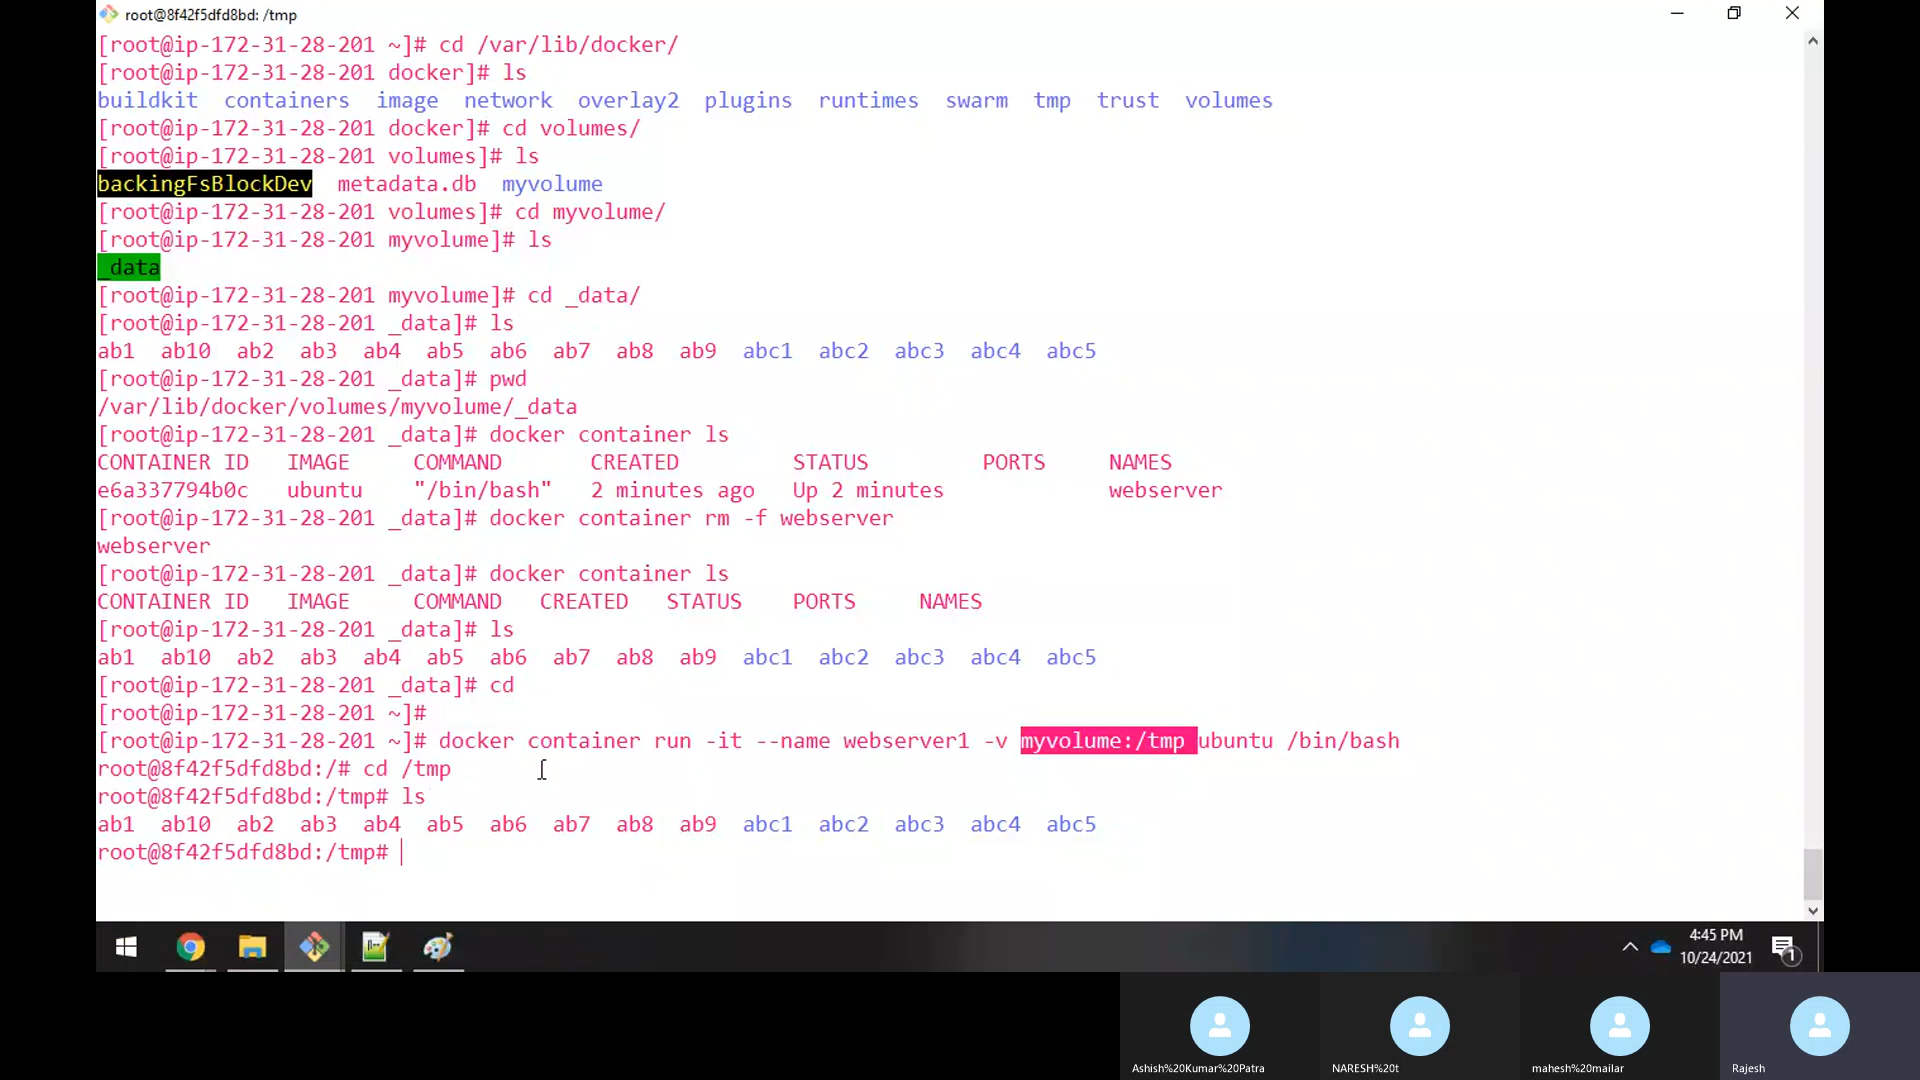 root@8f42f5dfd8bd: /tmp
[root@ip-172-31-28-201 ~]# cd /var/lib/docker/
[root@ip-172-31-28-201 docker]# ls
buildkit containers image network overlay2 plugins runtimes swarm tmp trust volumes
[root@ip-172-31-28-201 docker]# cd volumes/
[root@ip-172-31-28-201 volumes]# ls
backingFsBlockDev metadata.db myvolume
[root@ip-172-31-28-201 volumes]# cd myvolume/
[root@ip-172-31-28-201 myvolume]# ls
_data
[root@ip-172-31-28-201 myvolume]# cd _data/
[root@ip-172-31-28-201 _data]# ls
ab1 ab10 ab2 ab3 ab4 ab5 ab6 ab7 ab8 ab9 abc1 abc2 abc3 abc4 abc5
[root@ip-172-31-28-201 _data]# pwd
/var/lib/docker/volumes/myvolume/_data
[root@ip-172-31-28-201 _data]# docker container ls
CONTAINER ID IMAGE COMMAND CREATED STATUS PORTS NAMES
e6a337794b0c ubuntu "/bin/bash" 2 minutes ago Up 2 minutes webserver
[root@ip-172-31-28-201 _data]# docker container rm -f webserver
webserver
[root@ip-172-31-28-201 _data]# docker container ls
CONTAINER ID IMAGE COMMAND CREATED STATUS PORTS NAMES
[root@ip-172-31-28-201 _data]# ls
ab1 ab10 ab2 ab3 ab4 ab5 ab6 ab7 ab8 ab9 abc1 abc2 abc3 abc4 abc5
[root@ip-172-31-28-201 _data]# cd
[root@ip-172-31-28-201 ~]#
[root@ip-172-31-28-201 ~]# docker container run -it --name webserver1 -v myvolume:/tmp ubuntu /bin/bash
root@8f42f5dfd8bd:/# cd /tmp
root@8f42f5dfd8bd:/tmp# ls
ab1 ab10 ab2 ab3 ab4 ab5 ab6 ab7 ab8 ab9 abc1 abc2 abc3 abc4 abc5
root@8f42f5dfd8bd:/tmp#
4:45 PM
10/24/2021
1
Ashish%20Kumar%20Patra NARESH%20t mahesh%20mailar Rajesh